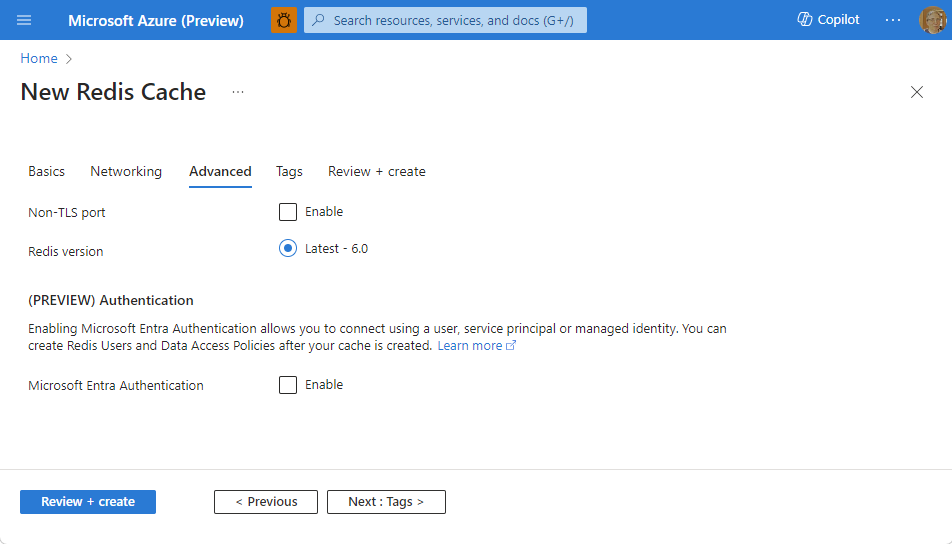 Microsoft Azure (Preview)
Search resources, services, and docs (G+/)
Copilot
...
Home >
New Redis Cache ...
Basics Networking Advanced Tags Review + create
Non-TLS port Enable
Redis version Latest - 6.0
(PREVIEW) Authentication
Enabling Microsoft Entra Authentication allows you to connect using a user, service principal or managed identity. You can
create Redis Users and Data Access Policies after your cache is created. Learn more
Microsoft Entra Authentication Enable
Review + create < Previous Next : Tags >